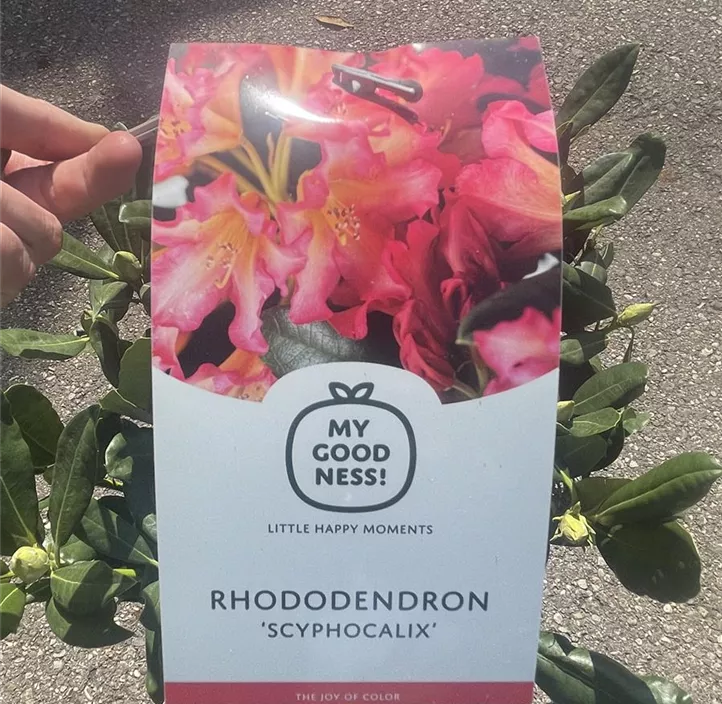 MY
GOOD
NESS!
LITTLE HAPPY MOMENTS
RHODODENDRON
'SCYPHOCALIX'
THE JOY OF COLOR